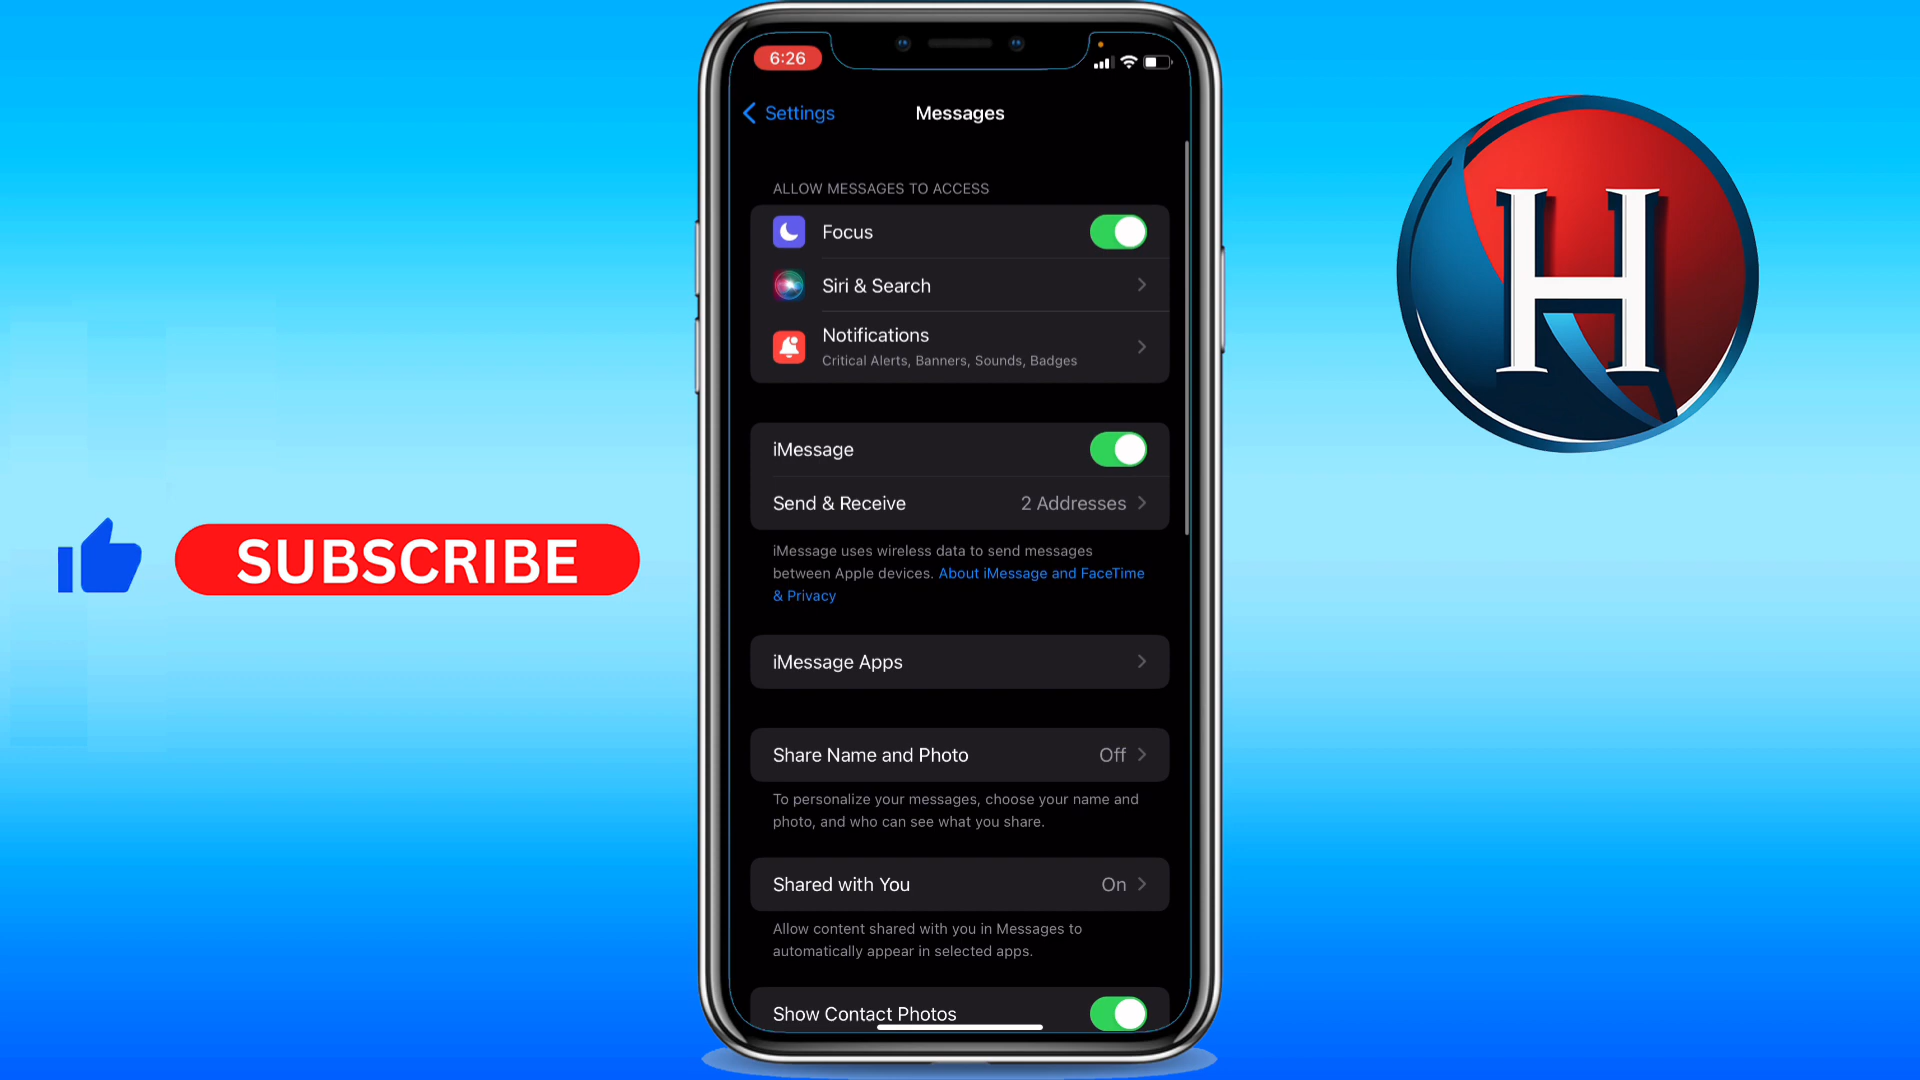 6:26
Settings
Messages
ALLOW MESSAGES TO ACCESS
Focus
Siri & Search
Notifications
Critical Alerts, Banners, Sounds, Badges
iMessage
Send & Receive 2 Addresses
iMessage uses wireless data to send messages
between Apple devices. About iMessage and FaceTime
& Privacy
iMessage Apps
Share Name and Photo Off
To personalize your messages, choose your name and
photo, and who can see what you share.
Shared with You On
Allow content shared with you in Messages to
automatically appear in selected apps.
Show Contact Photos
SUBSCRIBE
H